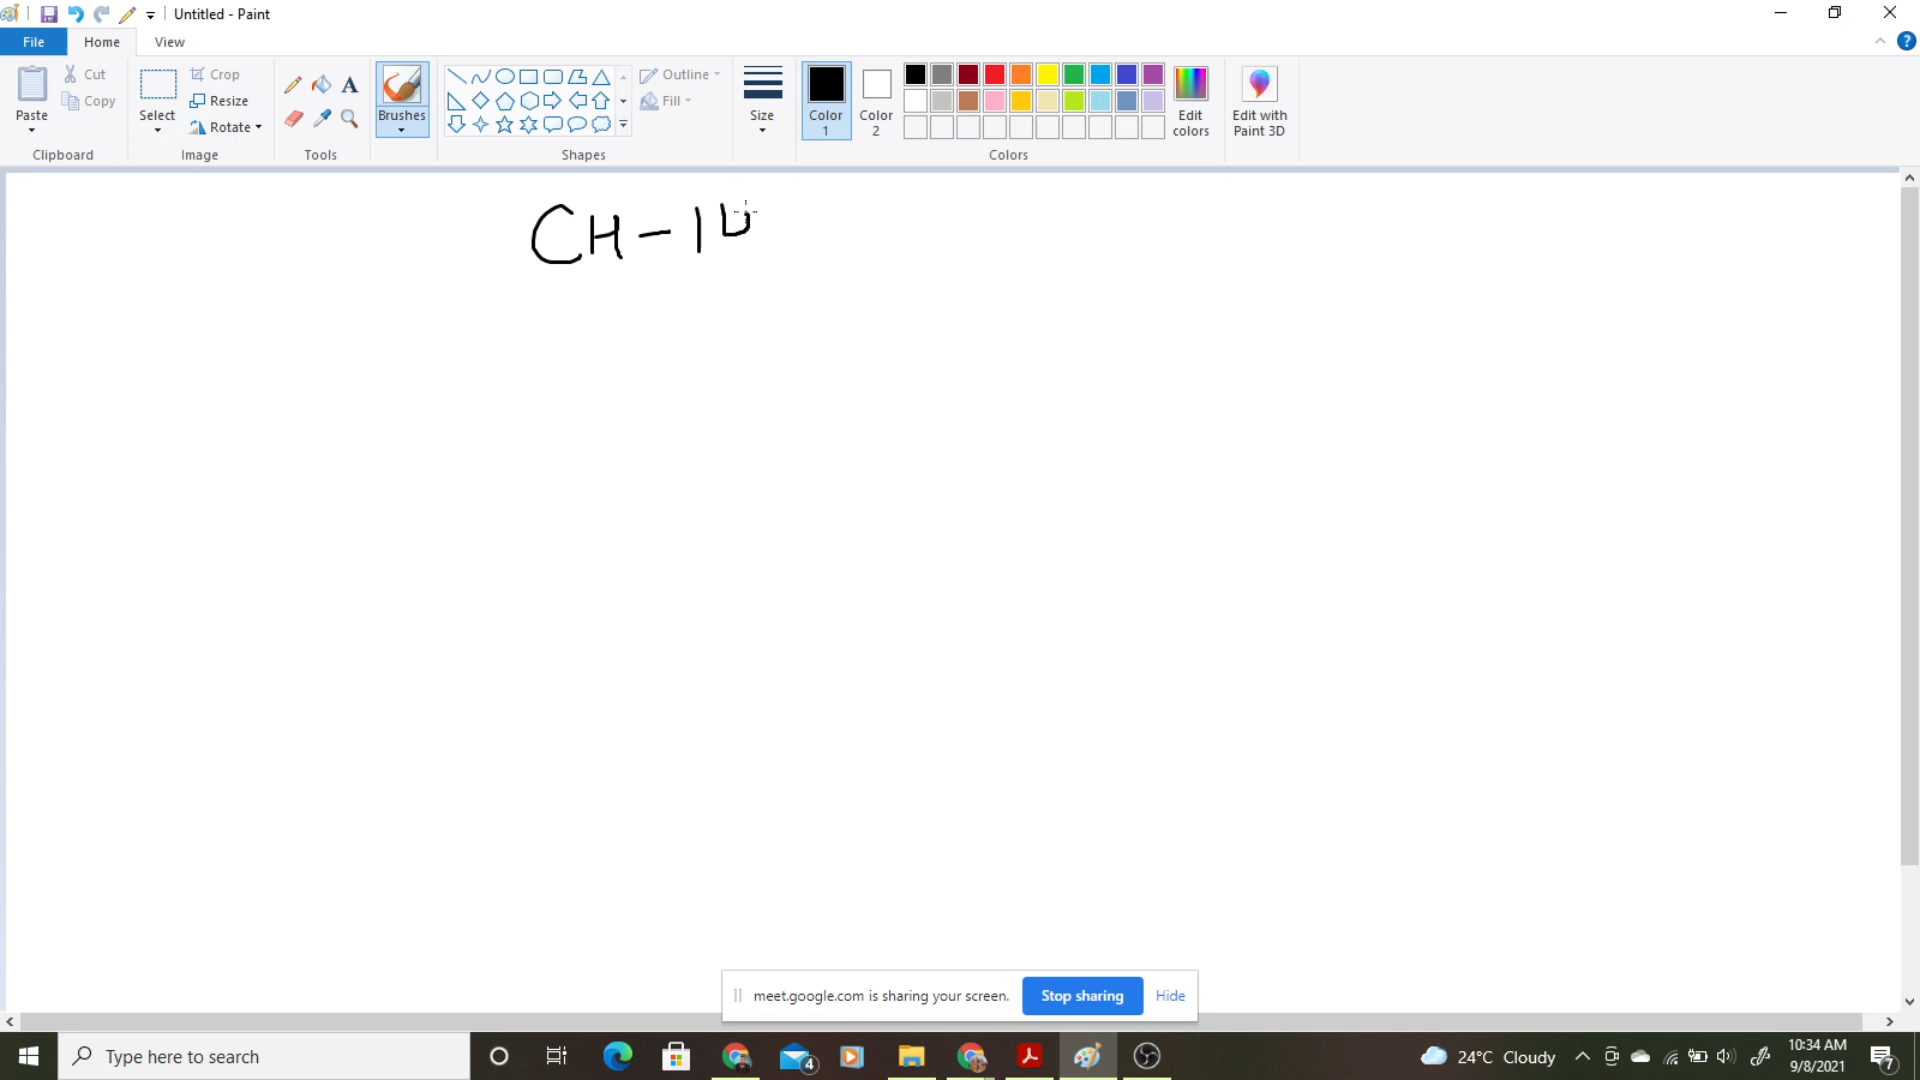 Untitled - Paint
File Home View
Paste Cut Copy Clipboard
Select Crop Resize Rotate Image
Tools
Brushes
Outline Fill Shapes
Size
Color 1 Color 2 Edit colors Colors
Edit with Paint 3D
CH-1
meet.google.com is sharing your screen. Stop sharing Hide
Type here to search
4
24°C Cloudy
10:34 AM
9/8/2021
7